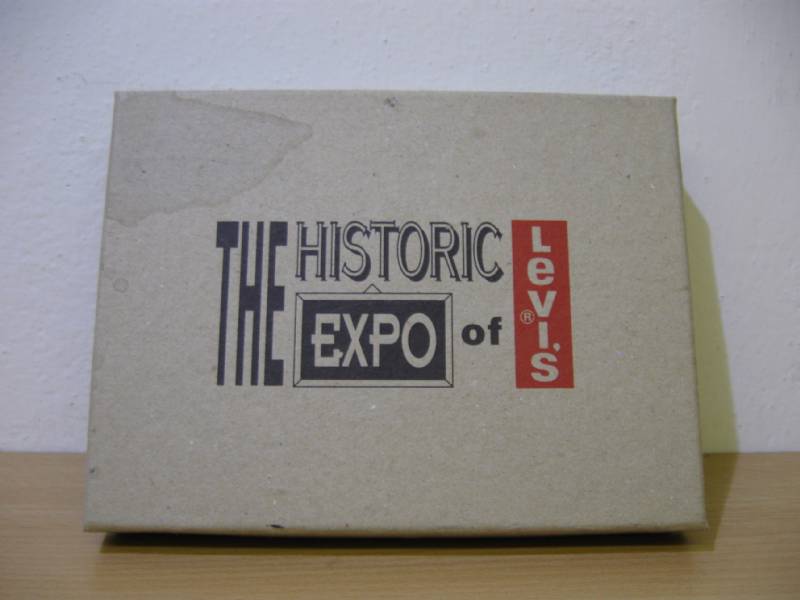 THE HISTORIC
EXPO of
Levi's®